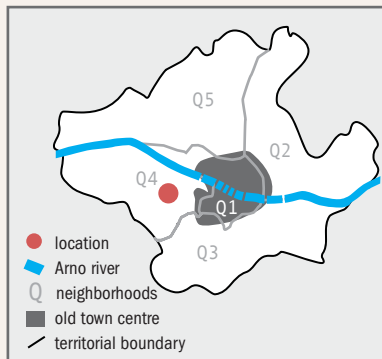 Q5
Q2
Q4
Q1
Q3
location
Arno river
Q neighborhoods
old town centre
territorial boundary